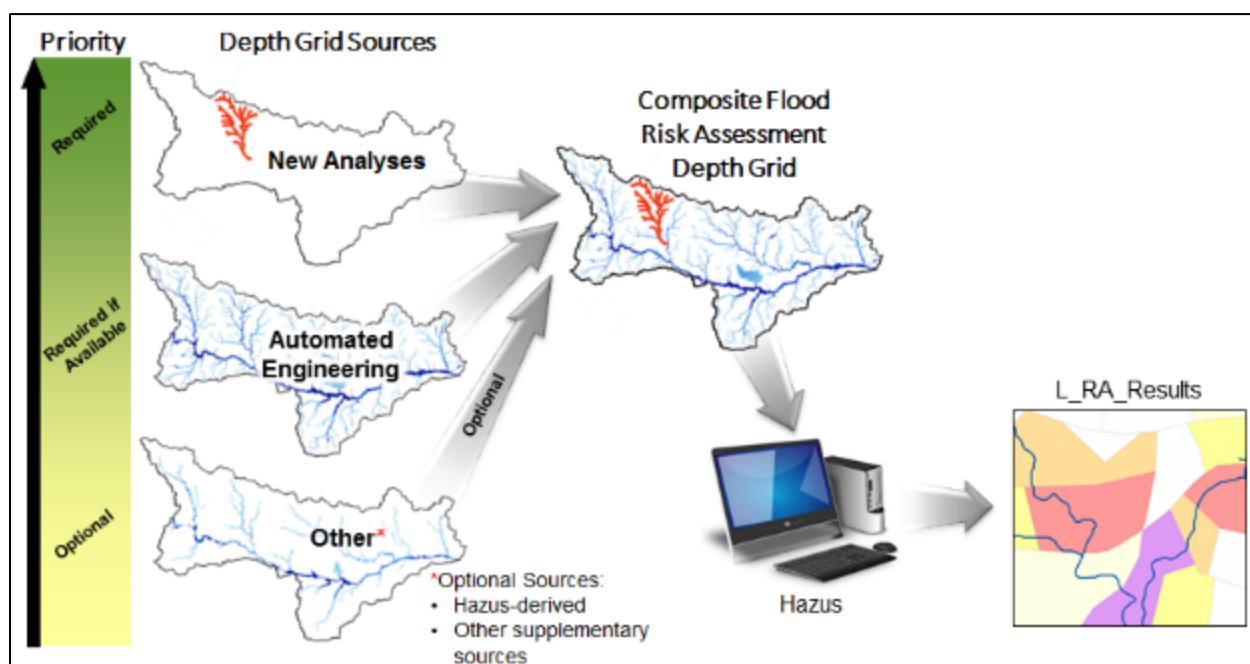 Priority
Depth Grid Sources
Required
New Analyses
Composite Flood
Risk Assessment
Depth Grid
Required if
Available
Automated
Engineering
Optional
L_RA_Results
Optional
Other*
*Optional Sources:
• Hazus-derived
• Other supplementary
sources
Hazus